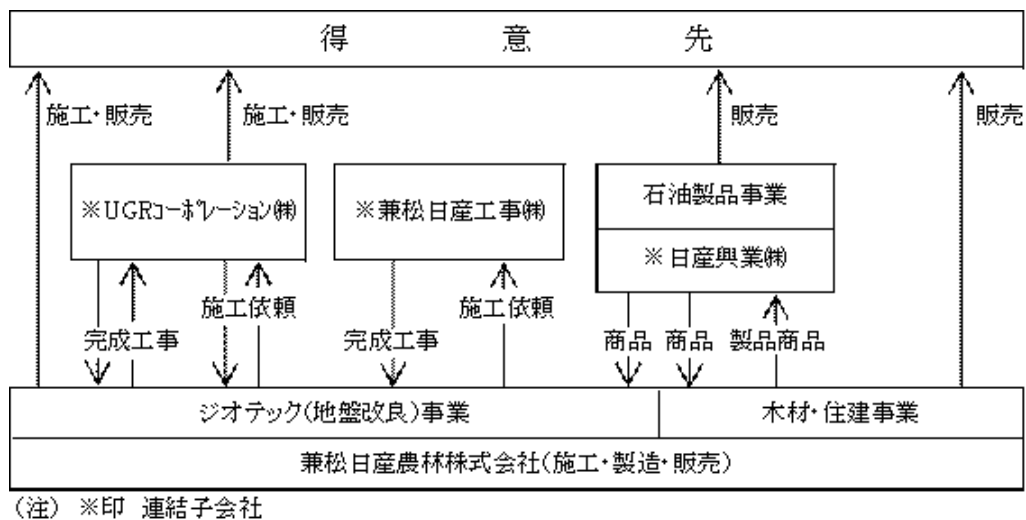 得意先
施工・販売
施工・販売
販売
販売
※UGRコーポレーション㈱
※兼松日産工事㈱
石油製品事業
※日産興業㈱
施工依頼
施工依頼
完成工事
完成工事
商品
商品
製品商品
ジオテック(地盤改良)事業
木材・住建事業
兼松日産農林株式会社(施工・製造・販売)
(注) ※印 連結子会社